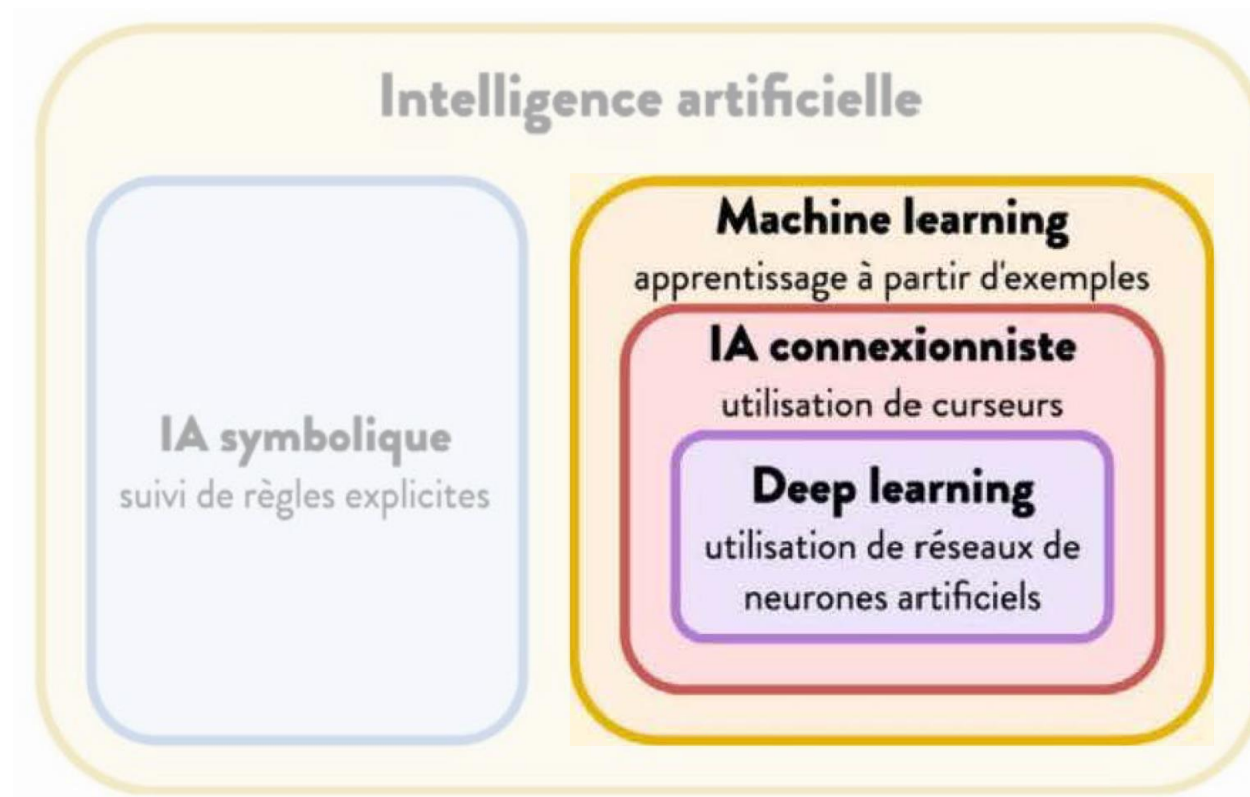 Intelligence artificielle
IA symbolique
suivi de règles explicites
Machine learning
apprentissage à partir d'exemples
IA connexionniste
utilisation de curseurs
Deep learning
utilisation de réseaux de
neurones artificiels